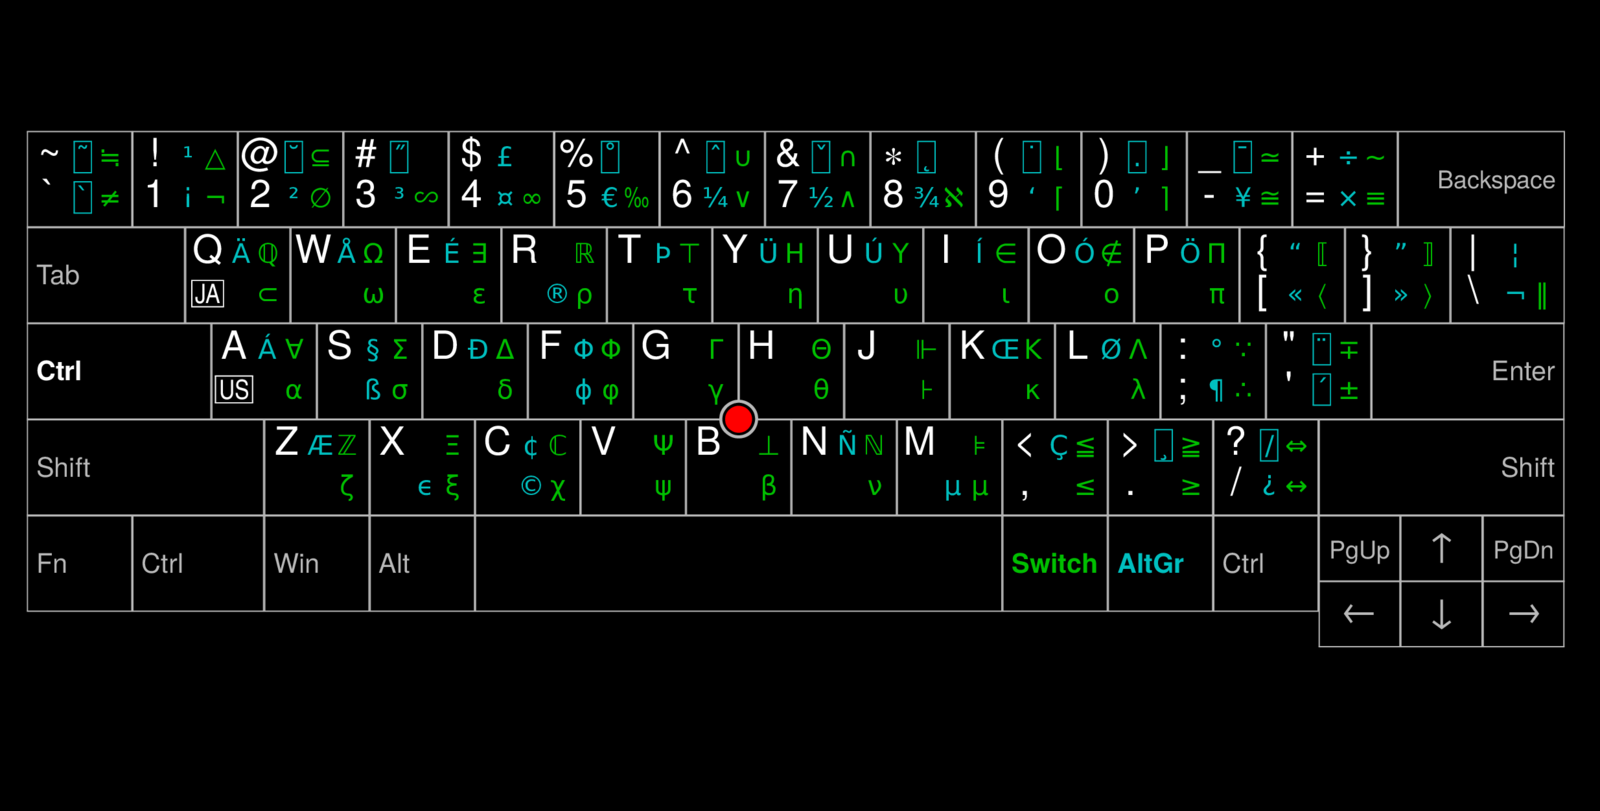 ~ ˜ ≒ ! ¹ △ @ ˘ ⊆ # ˝ $ £ % ˚ ^ ˆ ∪ & ˇ ∩ * ˛ ( ˙ ⌊ ) . ⌋ _ ¯ ≃ + ÷ ∼ Backspace
` ` ≠ 1 ¡ ¬ 2 ² ∅ 3 ³ ∽ 4 ¤ ∞ 5 € ‰ 6 ¼ ∨ 7 ½ ∧ 8 ¾ ℵ 9 ‘ ⌈ 0 ’ ⌉ - ¥ ≅ = × ≡
Tab Q Ä ℚ W Å Ω E É ∃ R ℝ T Þ ⊤ Y Ü Η U Ú Υ I Í ∈ O Ó ∉ P Ö Π { “ ⟦ } ” ⟧ | ¦
JA ⊂ ω ε ® ρ τ η υ ι ο π [ « 〈 ] » 〉 \ ¬ ∥
Ctrl A Á ∀ S § Σ D Ð Δ F Φ Φ G Γ H Θ J ⊩ K Œ Κ L Ø Λ : ° ∵ " ¨ ∓ Enter
US α ß σ δ ϕ φ γ θ ⊦ κ λ ; ¶ ∴ ' ´ ±
Shift Z Æ ℤ X Ξ C ¢ ℂ V Ψ B ⊥ N Ñ ℕ M ⊧ < Ç ≦ > ¸ ≧ ? / ⇔ Shift
ζ ϵ ξ © χ ψ β ν µ μ , ≤ . ≥ / ¿ ↔
Fn Ctrl Win Alt Switch AltGr Ctrl PgUp ↑ PgDn
← ↓ →